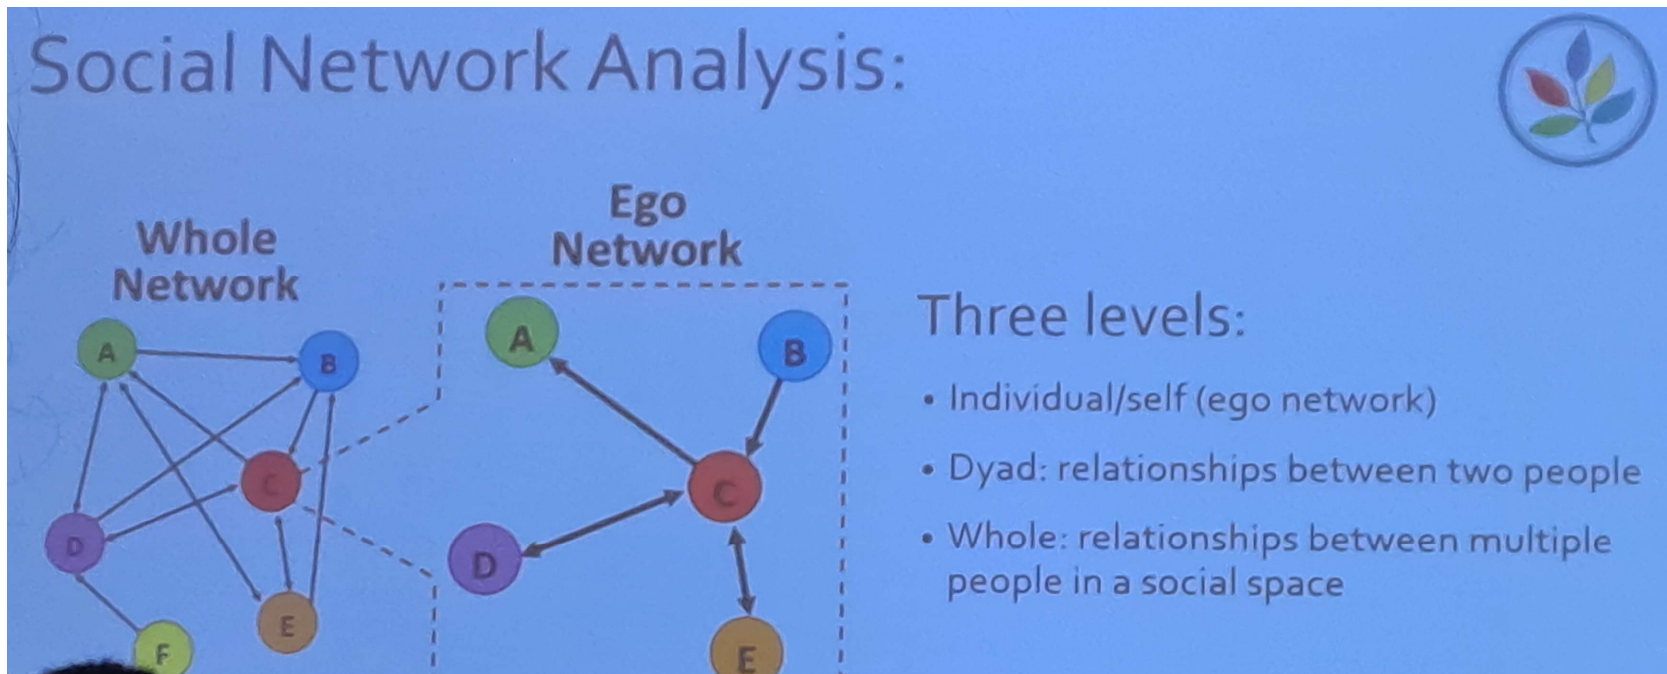 Social Network Analysis:
Whole
Network
A
B
C
D
E
F
Ego
Network
A
B
C
D
E
Three levels:
• Individual/self (ego network)
• Dyad: relationships between two people
• Whole: relationships between multiple
people in a social space